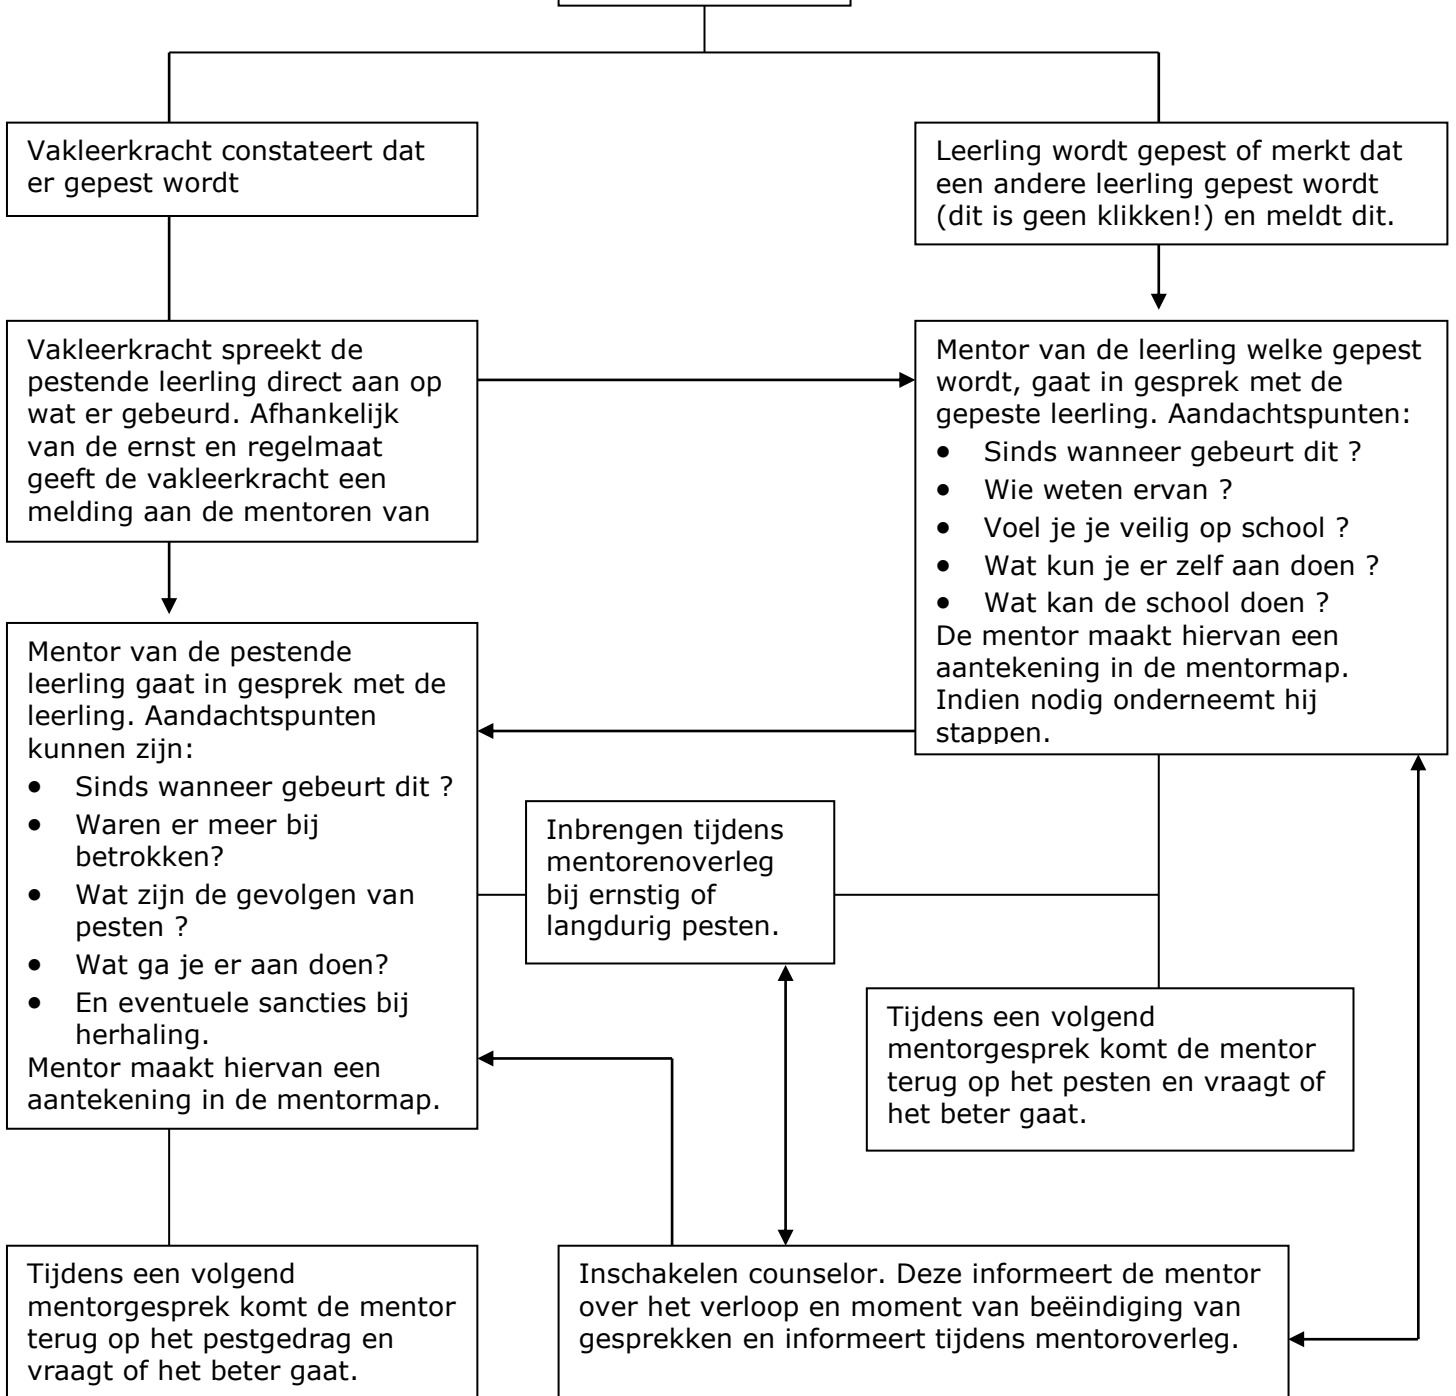 Vakleerkracht constateert dat
er gepest wordt
Leerling wordt gepest of merkt dat
een andere leerling gepest wordt
(dit is geen klikken!) en meldt dit.
Vakleerkracht spreekt de
pestende leerling direct aan op
wat er gebeurd. Afhankelijk
van de ernst en regelmaat
geeft de vakleerkracht een
melding aan de mentoren van
Mentor van de leerling welke gepest
wordt, gaat in gesprek met de
gepeste leerling. Aandachtspunten:
• Sinds wanneer gebeurt dit ?
• Wie weten ervan ?
• Voel je je veilig op school ?
• Wat kun je er zelf aan doen ?
• Wat kan de school doen ?
De mentor maakt hiervan een
aantekening in de mentormap.
Indien nodig onderneemt hij
stappen.
Mentor van de pestende
leerling gaat in gesprek met de
leerling. Aandachtspunten
kunnen zijn:
• Sinds wanneer gebeurt dit ?
• Waren er meer bij
betrokken?
• Wat zijn de gevolgen van
pesten ?
• Wat ga je er aan doen?
• En eventuele sancties bij
herhaling.
Mentor maakt hiervan een
aantekening in de mentormap.
Inbrengen tijdens
mentorenoverleg
bij ernstig of
langdurig pesten.
Tijdens een volgend
mentorgesprek komt de mentor
terug op het pesten en vraagt of
het beter gaat.
Tijdens een volgend
mentorgesprek komt de mentor
terug op het pestgedrag en
vraagt of het beter gaat.
Inschakelen counselor. Deze informeert de mentor
over het verloop en moment van beëindiging van
gesprekken en informeert tijdens mentoroverleg.